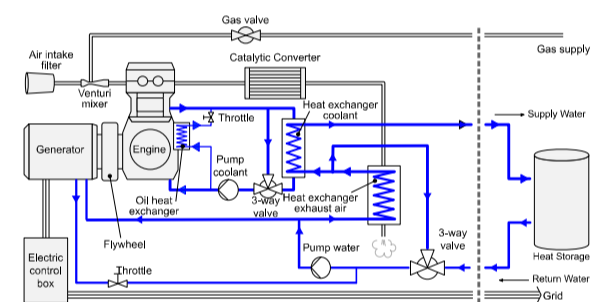 Gas valve
Air intake
filter
Catalytic Converter
Gas supply
Venturi
mixer
Heat exchanger
coolant
Throttle
Supply Water
Generator
Engine
Pump
coolant
Oil heat
exchanger
3-way
valve
Heat exchanger
exhaust air
Flywheel
3-way
valve
Pump water
Heat Storage
Electric
control
box
Throttle
Return Water
Grid